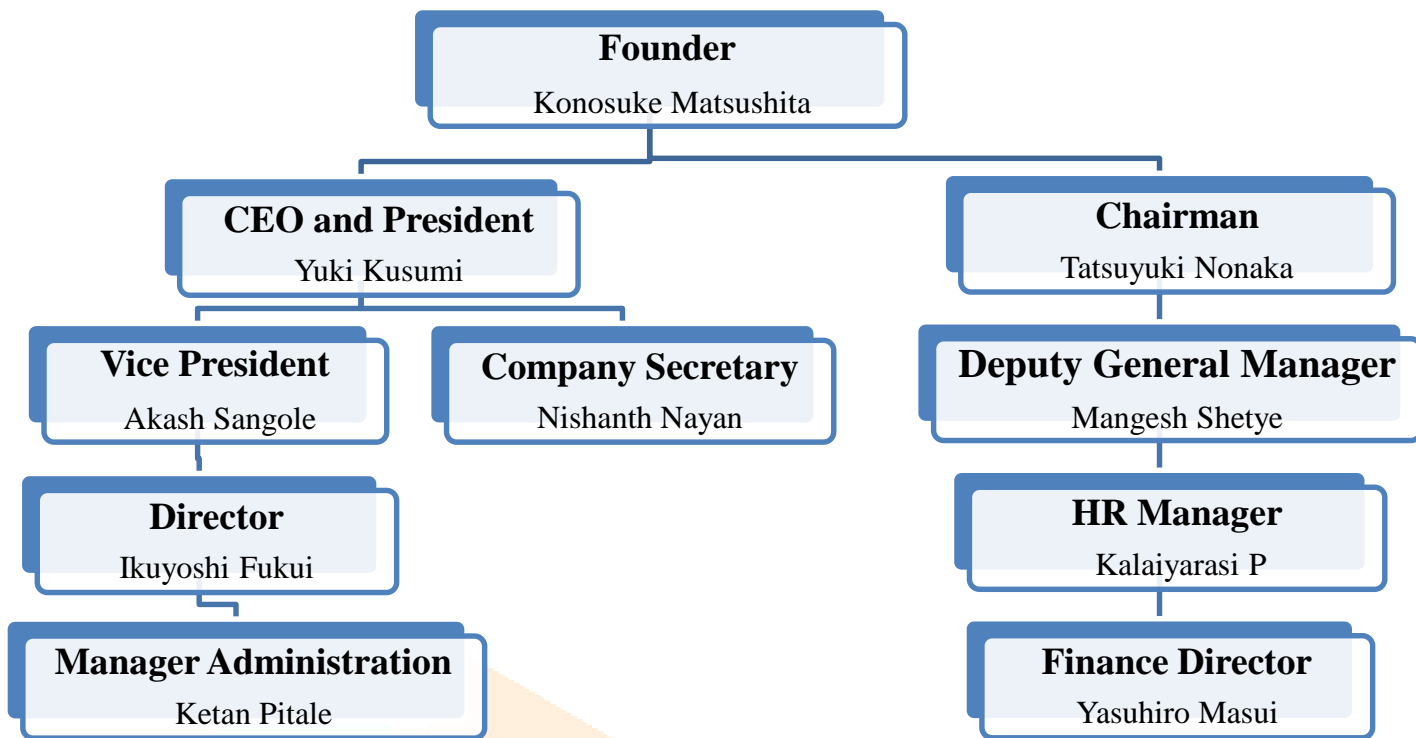 Founder
Konosuke Matsushita
CEO and President
Yuki Kusumi
Chairman
Tatsuyuki Nonaka
Vice President
Akash Sangole
Company Secretary
Nishanth Nayan
Deputy General Manager
Mangesh Shetye
Director
Ikuyoshi Fukui
HR Manager
Kalaiyarasi P
Manager Administration
Ketan Pitale
Finance Director
Yasuhiro Masui